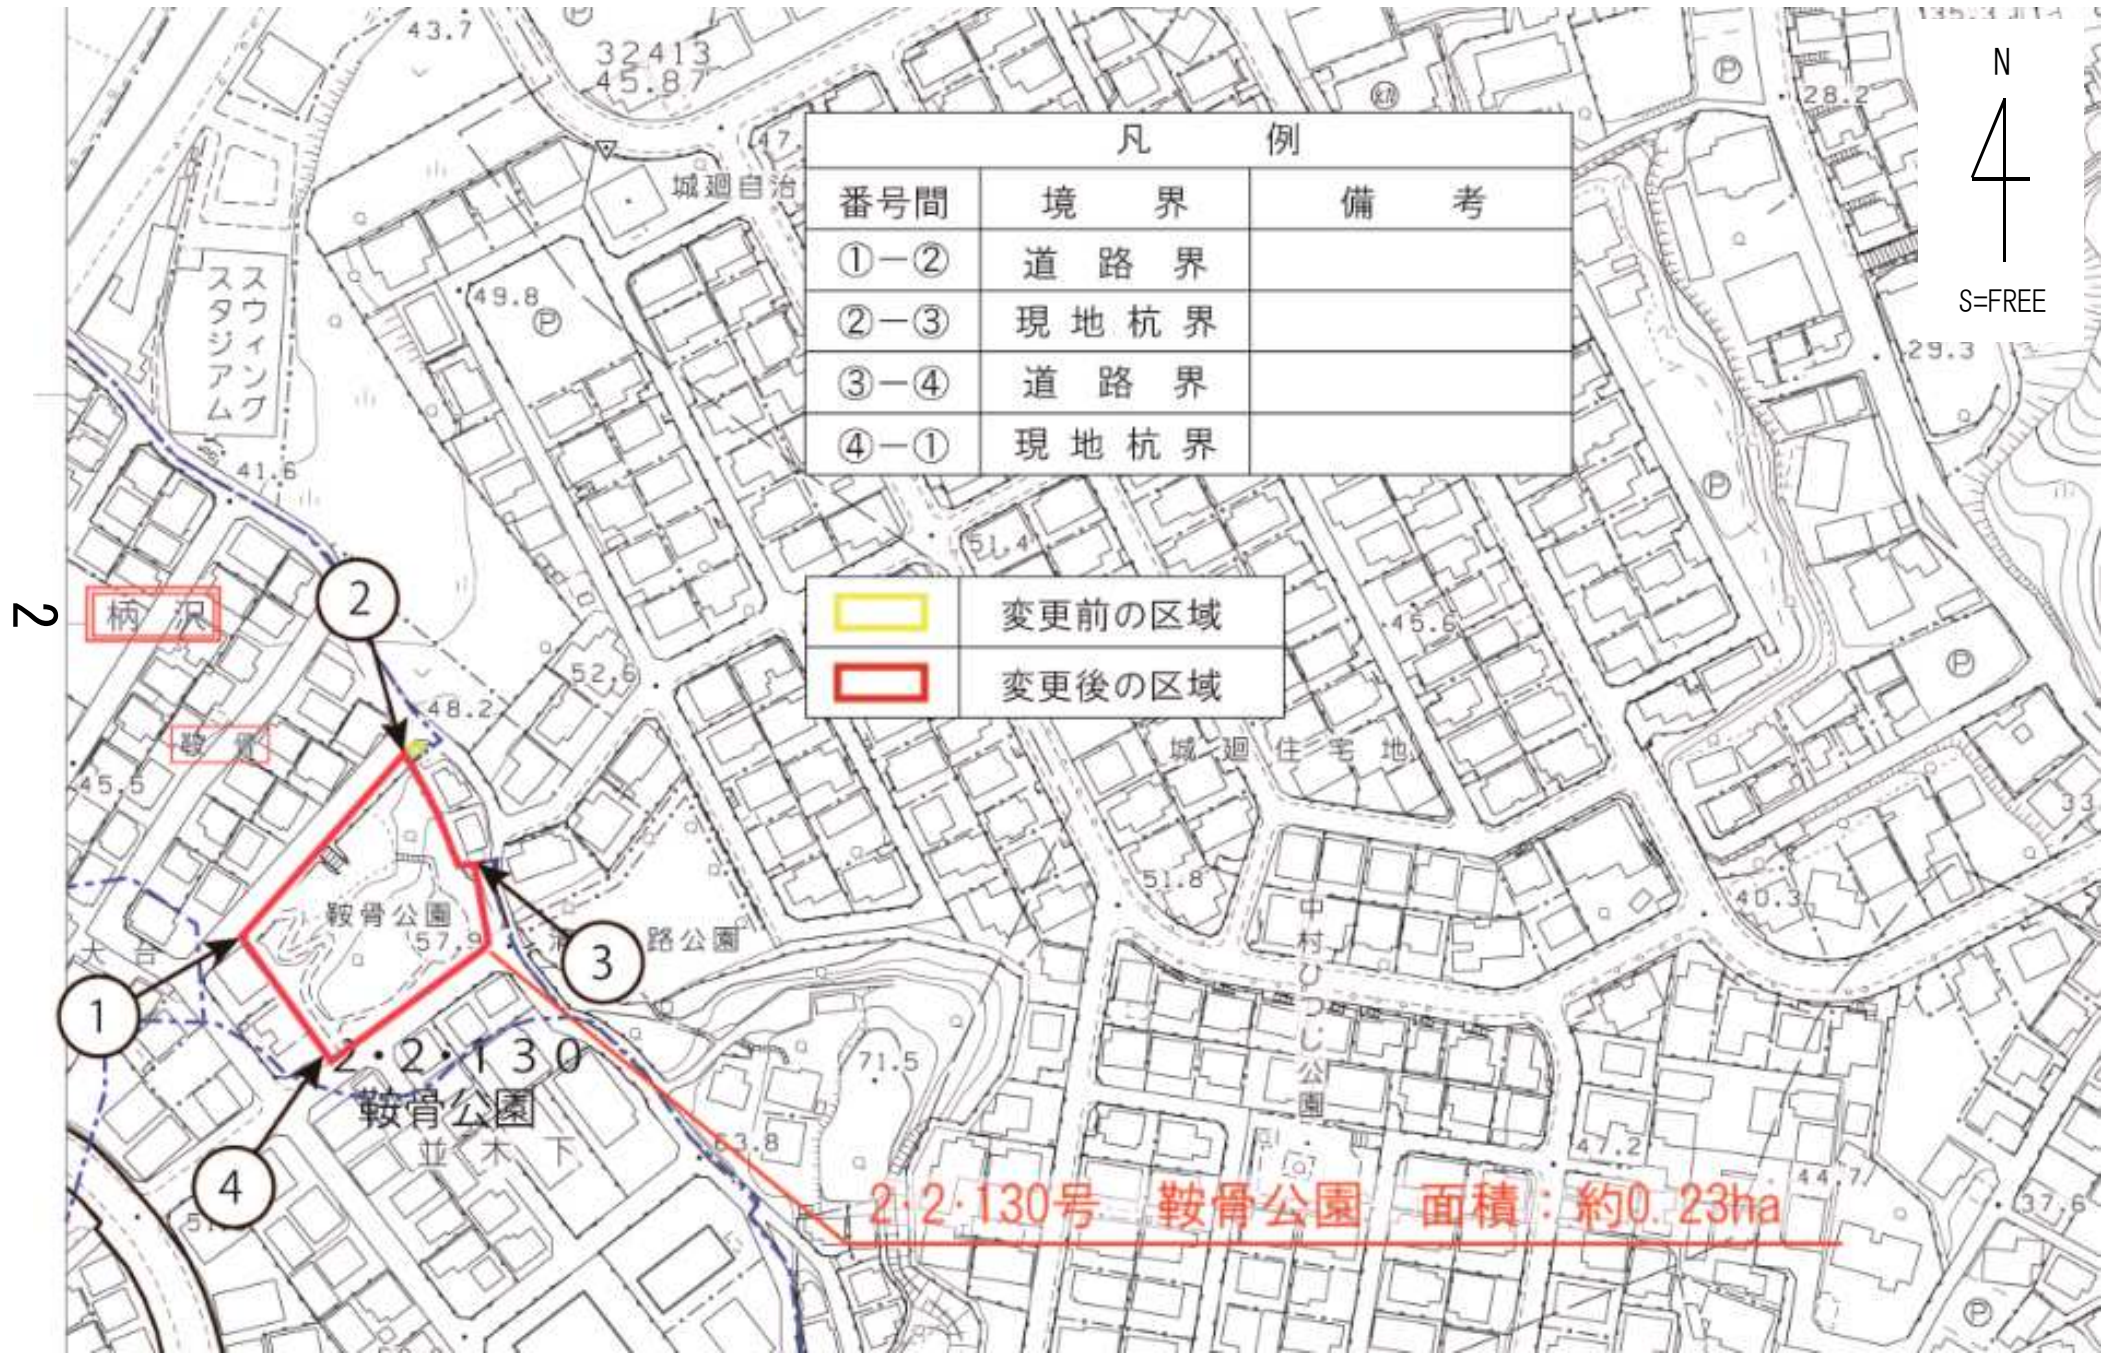 43.7
32413
45.87
47.
城廻自治
28.2
N
S=FREE
凡 例
番号間 境 界 備 考
①－② 道 路 界
②－③ 現 地 杭 界
③－④ 道 路 界
④－① 現 地 杭 界
スウィング
スタジアム
49.8
Ⓟ
29.3
41.6
51.4
2
柄 沢
②
変更前の区域
変更後の区域
45.6
52.6
48.2
鞍 骨
45.5
城 廻 住 宅 地
33
51.8
40.3
鞍骨公園
57.9
路公園
③
大 台
①
中村ひつじ公園
71.5
2・2・130
鞍骨公園
並 木 下
63.8
47.2
44.7
④
37.6
2・2・130号 鞍骨公園 面積：約0.23ha